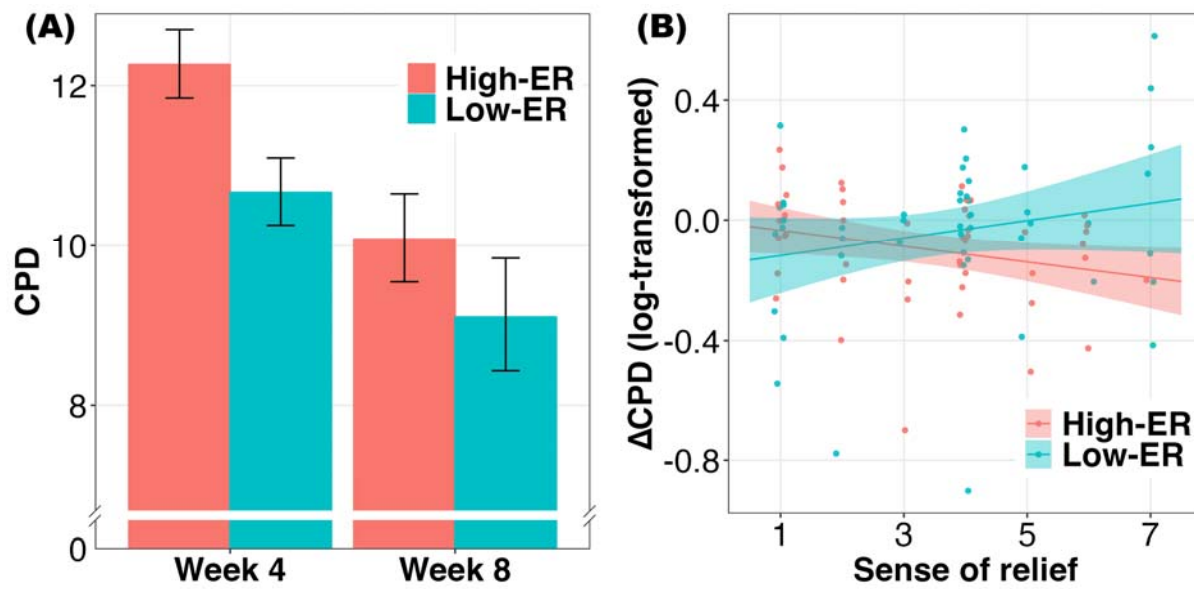 (A)
High-ER
Low-ER
CPD
12
10
8
0
Week 4
Week 8
(B)
ΔCPD (log-transformed)
0.4
0.0
-0.4
-0.8
High-ER
Low-ER
1
3
5
7
Sense of relief